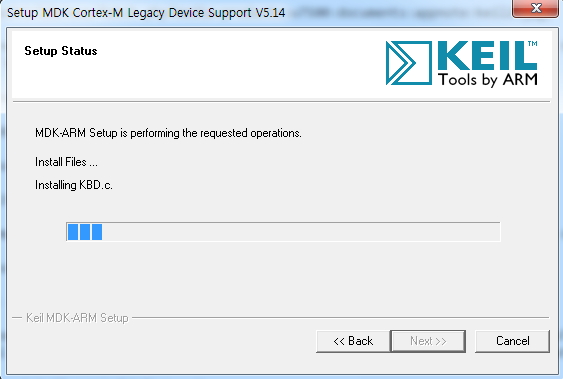 Setup MDK Cortex-M Legacy Device Support V5.14
Setup Status
KEIL™
Tools by ARM
MDK-ARM Setup is performing the requested operations.
Install Files ...
Installing KBD.c.
Keil MDK-ARM Setup
<< Back
Next >>
Cancel